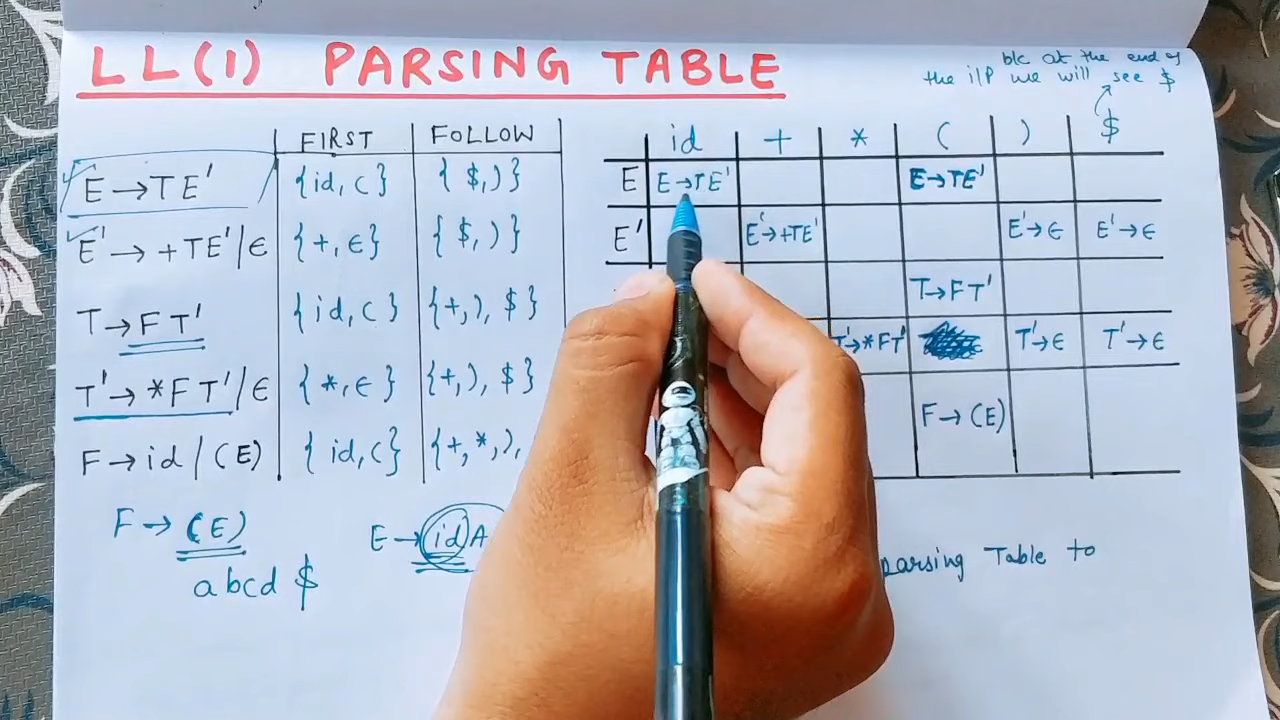 LL(1) PARSING TABLE
b/c at the end of
the i/P we will see $
FIRST FOLLOW
E→TE' {id, (} {$,)}
E'→+TE'/ϵ {+,ϵ} {$,)}
T→FT' {id, (} {+,), $}
T'→*FT'/ϵ {*,ϵ} {+,), $}
F→id/(E) {id,(} {+,*,),
id + * ( ) $
E E→TE' E→TE'
E' E'→+TE' E'→ϵ E'→ϵ
T→FT'
T'→*FT' T'→ϵ T'→ϵ
F→(E)
F→(E)
abcd $
E→idA
parsing Table to